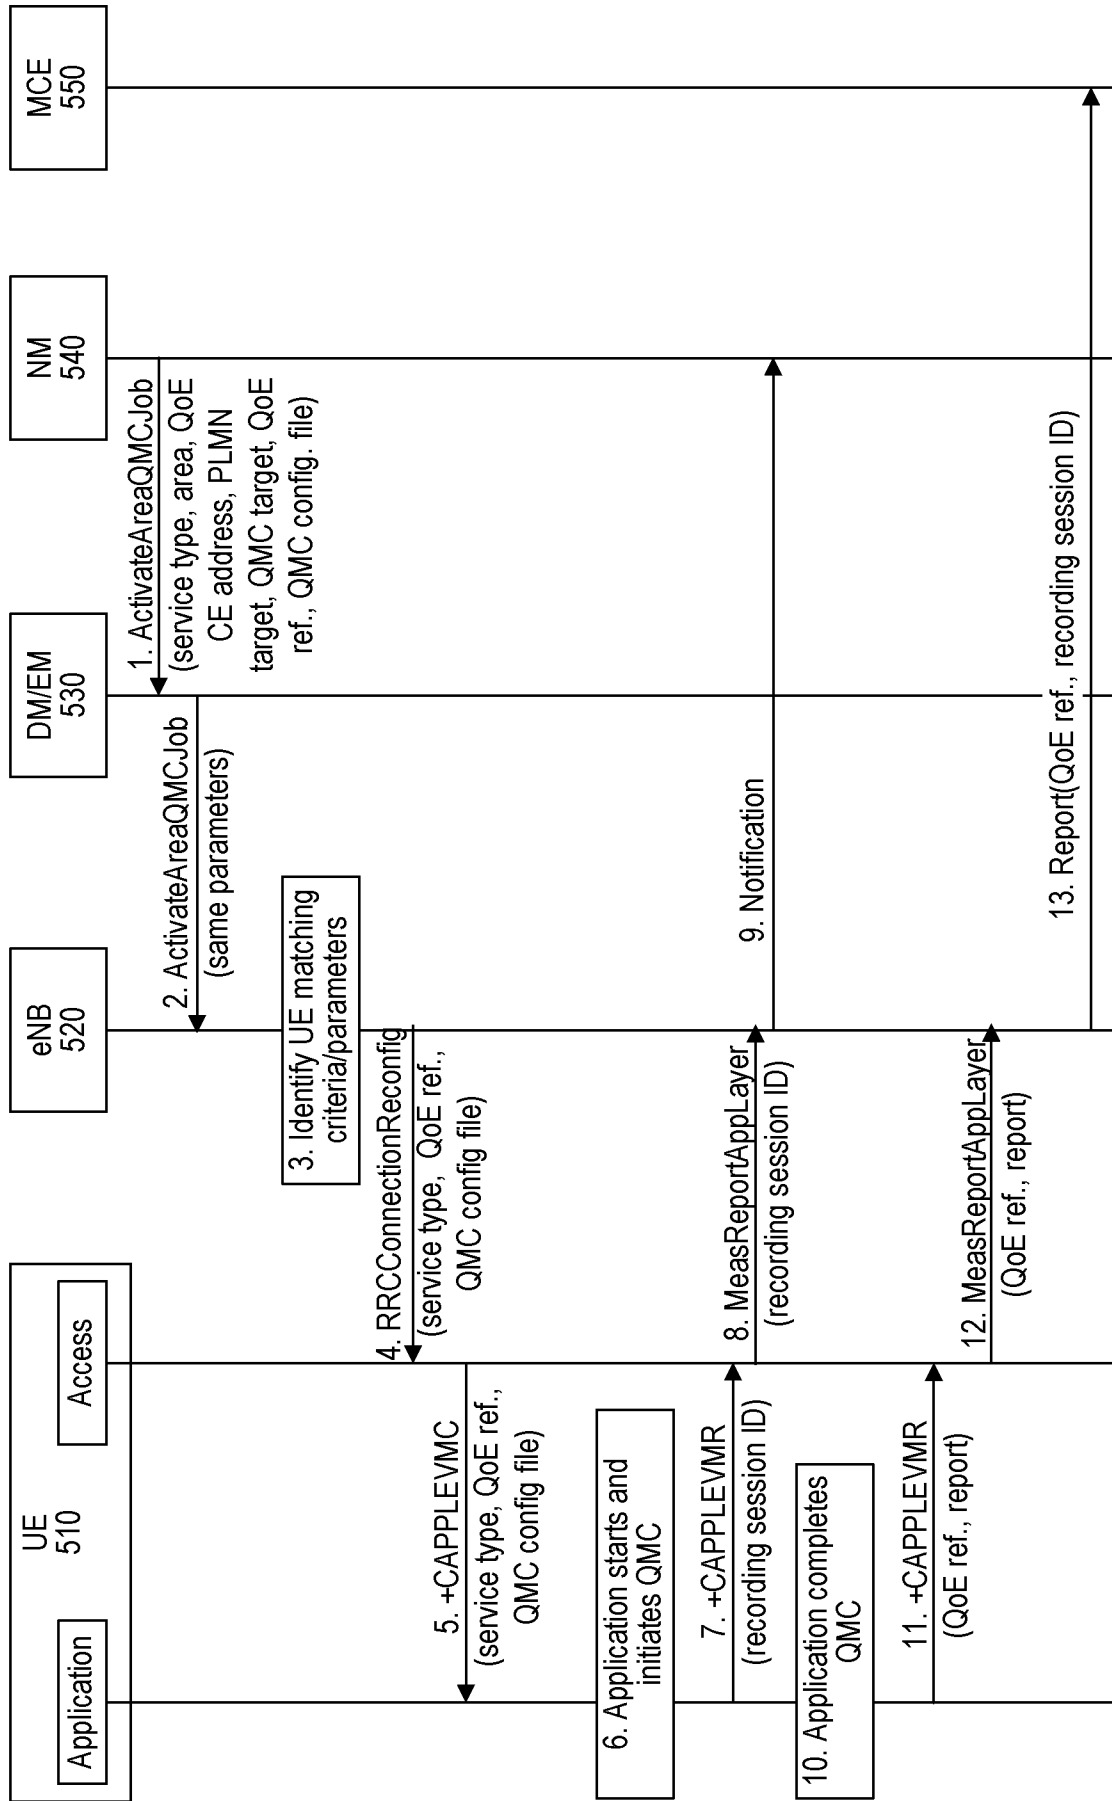 UE
510
Application
Access
eNB
520
DM/EM
530
NM
540
MCE
550
1. ActivateAreaQMCJob
(service type, area, QoE
CE address, PLMN
target, QMC target, QoE
ref., QMC config. file)
2. ActivateAreaQMCJob
(same parameters)
3. Identify UE matching
criteria/parameters
4. RRCConnectionReconfig
(service type, QoE ref.,
QMC config file)
5. +CAPPLEVMC
(service type, QoE ref.,
QMC config file)
6. Application starts and
initiates QMC
7. +CAPPLEVMR
(recording session ID)
8. MeasReportAppLayer
(recording session ID)
9. Notification
10. Application completes
QMC
11. +CAPPLEVMR
(QoE ref., report)
12. MeasReportAppLayer
(QoE ref., report)
13. Report(QoE ref., recording session ID)